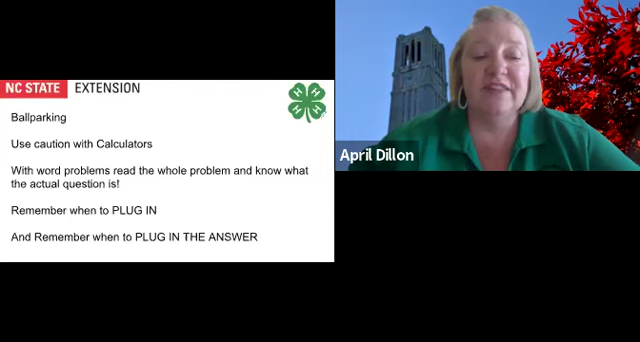 NC STATE EXTENSION
Ballparking
Use caution with Calculators
With word problems read the whole problem and know what
the actual question is!
Remember when to PLUG IN
And Remember when to PLUG IN THE ANSWER
H H
H H
April Dillon